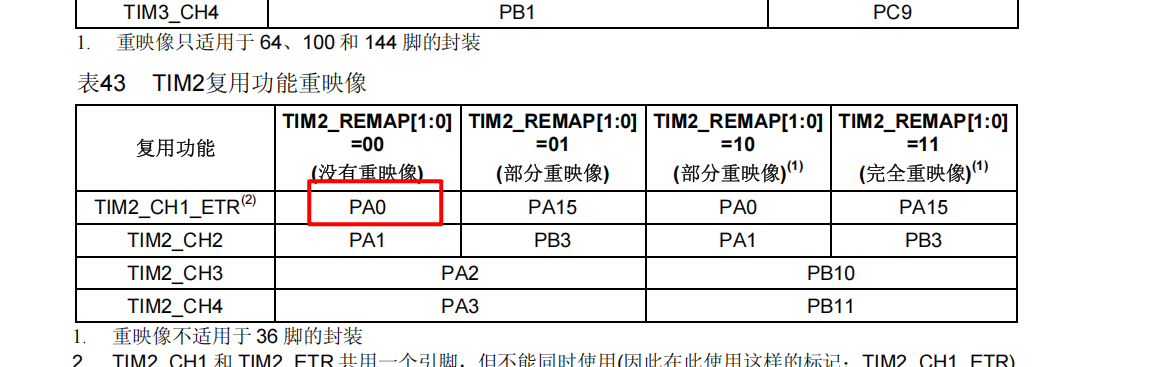 TIM3_CH4 PB1 PC9
1. 重映像只适用于 64、100 和 144 脚的封装
表43 TIM2复用功能重映像
复用功能 TIM2_REMAP[1:0] =00 (没有重映像) TIM2_REMAP[1:0] =01 (部分重映像) TIM2_REMAP[1:0] =10 (部分重映像)(1) TIM2_REMAP[1:0] =11 (完全重映像)(1)
TIM2_CH1_ETR(2) PA0 PA15 PA0 PA15
TIM2_CH2 PA1 PB3 PA1 PB3
TIM2_CH3 PA2 PB10
TIM2_CH4 PA3 PB11
1. 重映像不适用于 36 脚的封装
2 TIM2_CH1 和 TIM2_ETR 共用一个引脚，但不能同时使用(因此在此使用这样的标记：TIM2_CH1_ETR)